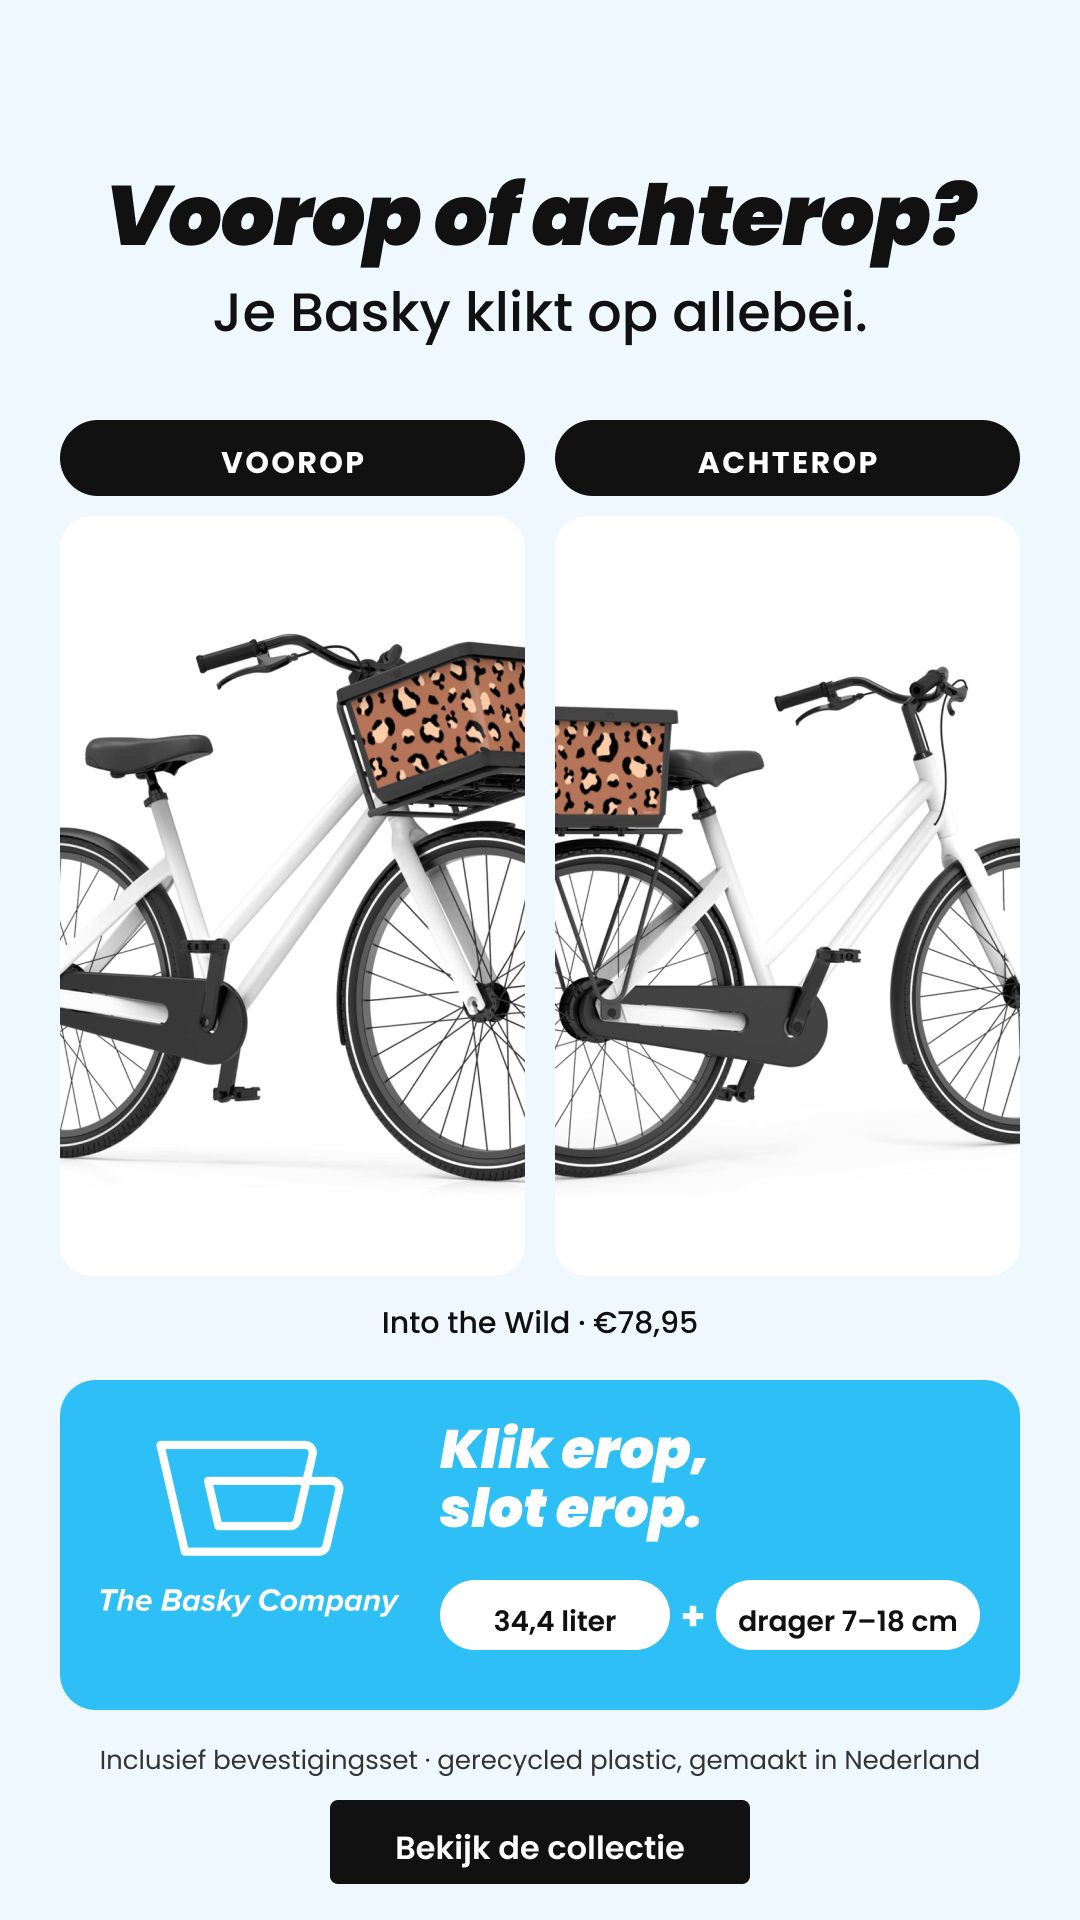 Voorop of achterop?
Je Basky klikt op allebei.
VOOROP
ACHTEROP
Into the Wild · €78,95
Klik erop,
slot erop.
The Basky Company
34,4 liter + drager 7–18 cm
Inclusief bevestigingsset · gerecycled plastic, gemaakt in Nederland
Bekijk de collectie